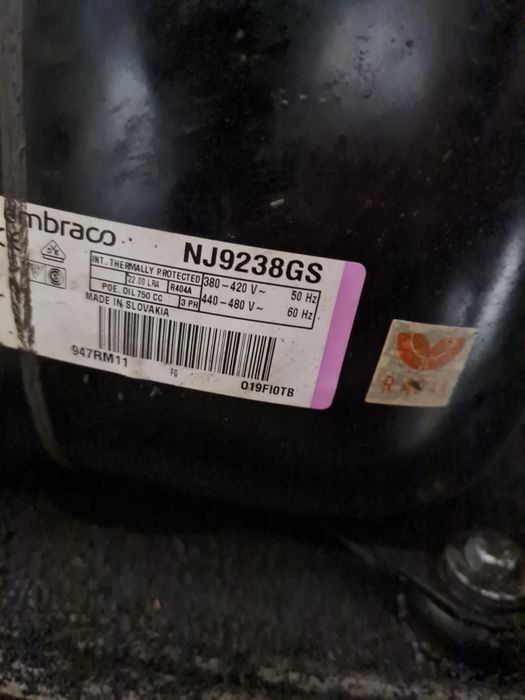 mbraco
NJ9238GS
INT. THERMALLY PROTECTED 380-420 V~ 50 Hz
22.00 LRA R404A
POE. OIL 750 CC 3 PH 440-480 V~ 60 Hz
MADE IN SLOVAKIA
947RM11 FG 019FI0TB